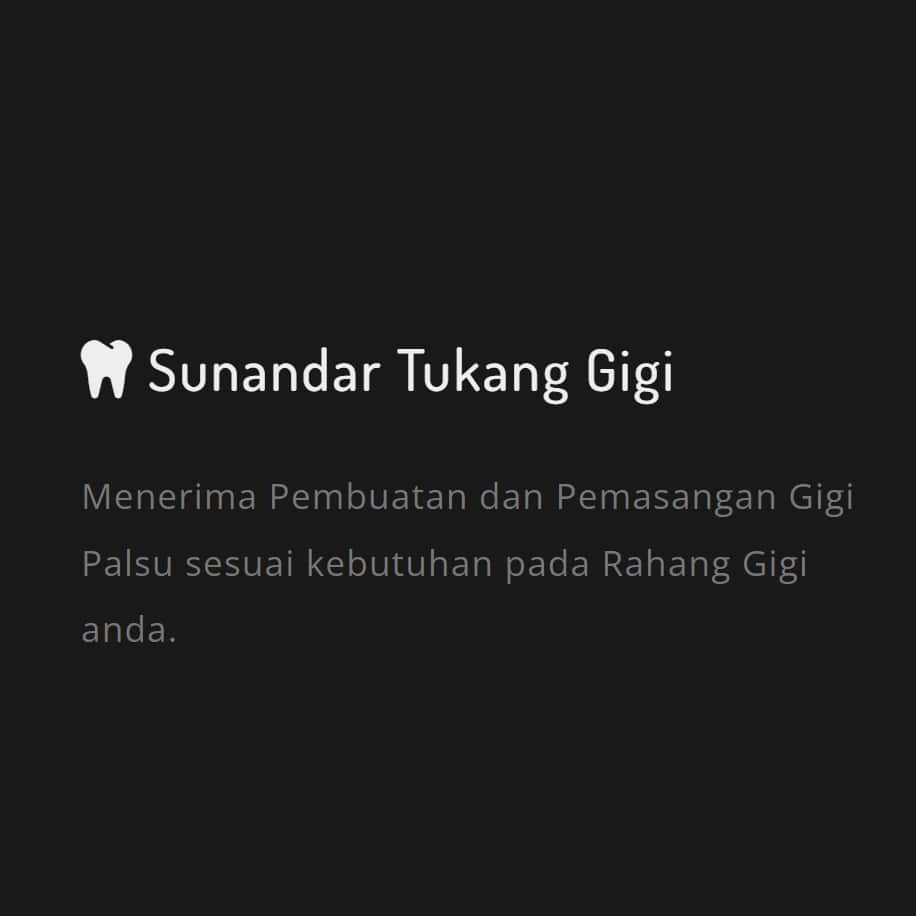 Sunandar Tukang Gigi
Menerima Pembuatan dan Pemasangan Gigi
Palsu sesuai kebutuhan pada Rahang Gigi
anda.